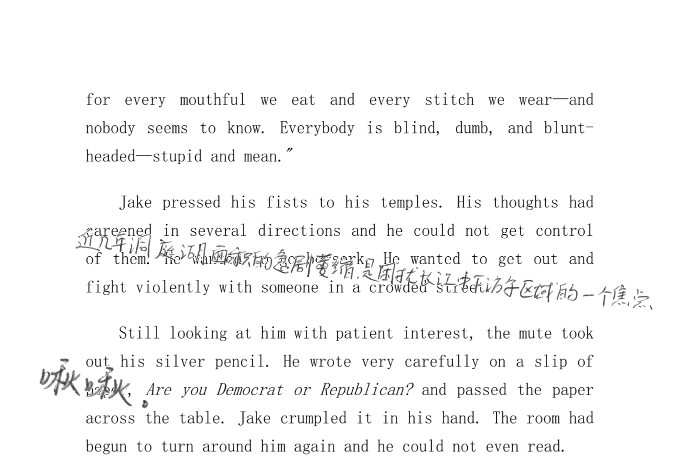 for every mouthful we eat and every stitch we wear—and
nobody seems to know. Everybody is blind, dumb, and blunt-
headed—stupid and mean."
Jake pressed his fists to his temples. His thoughts had
careened in several directions and he could not get control
近几年洞庭湖面积的急剧萎缩,是困扰长江中下游区域的一个焦点
of them. He wanted to go berserk. He wanted to get out and
fight violently with someone in a crowded street.
Still looking at him with patient interest, the mute took
out his silver pencil. He wrote very carefully on a slip of
啾啾。
Are you Democrat or Republican? and passed the paper
across the table. Jake crumpled it in his hand. The room had
begun to turn around him again and he could not even read.